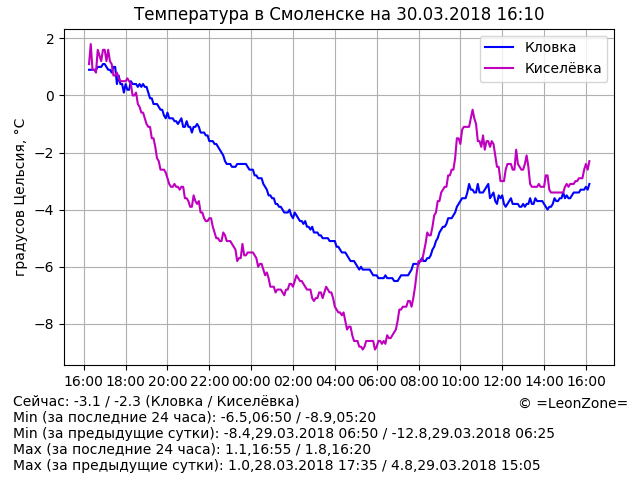 Температура в Смоленске на 30.03.2018 16:10
Кловка
Киселёвка
градусов Цельсия, °C
2
0
−2
−4
−6
−8
16:00 18:00 20:00 22:00 00:00 02:00 04:00 06:00 08:00 10:00 12:00 14:00 16:00
Сейчас: -3.1 / -2.3 (Кловка / Киселёвка)
© =LeonZone=
Min (за последние 24 часа): -6.5,06:50 / -8.9,05:20
Min (за предыдущие сутки): -8.4,29.03.2018 06:50 / -12.8,29.03.2018 06:25
Max (за последние 24 часа): 1.1,16:55 / 1.8,16:20
Max (за предыдущие сутки): 1.0,28.03.2018 17:35 / 4.8,29.03.2018 15:05